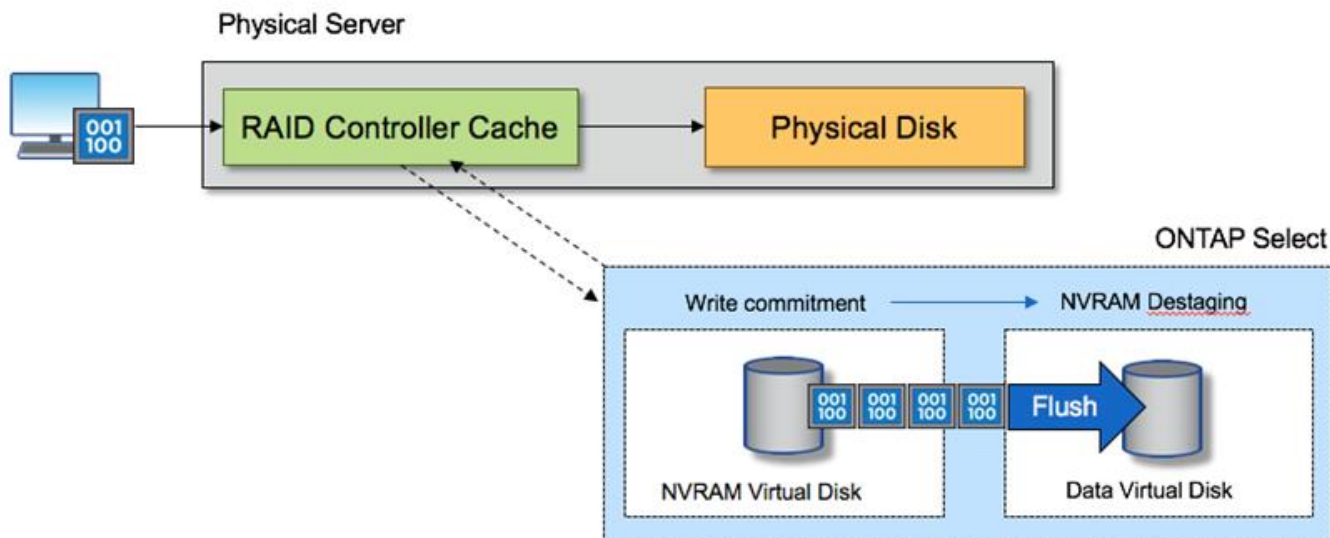 Physical Server
001
100
RAID Controller Cache
Physical Disk
ONTAP Select
Write commitment
NVRAM Destaging
001
100
001
100
001
100
001
100
Flush
NVRAM Virtual Disk
Data Virtual Disk